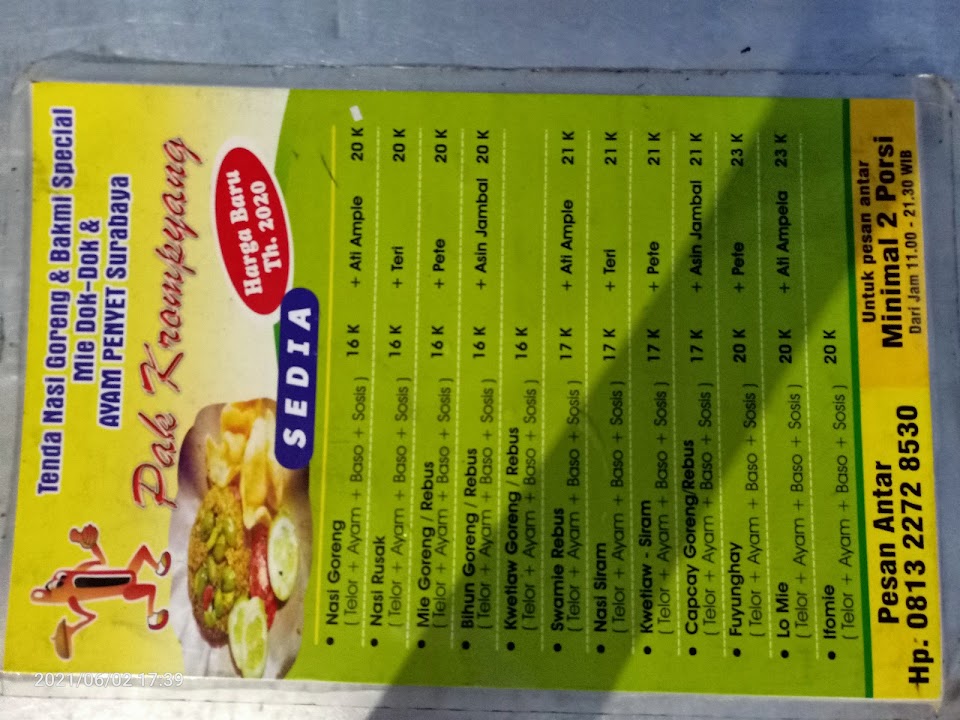 Tenda Nasi Goreng & Bakmi Special
Mie Dok-Dok &
AYAM PENYET Surabaya
Pak Krompyang
Harga Baru
Th. 2020
SEDIA
• Nasi Goreng
( Telor + Ayam + Baso + Sosis ) 16 K + Ati Ample 20 K
• Nasi Rusak
( Telor + Ayam + Baso + Sosis ) 16 K + Teri 20 K
• Mie Goreng / Rebus
( Telor + Ayam + Baso + Sosis ) 16 K + Pete 20 K
• Bihun Goreng / Rebus
( Telor + Ayam + Baso + Sosis ) 16 K + Asin Jambal 20 K
• Kwetiaw Goreng / Rebus
( Telor + Ayam + Baso + Sosis ) 16 K
• Swamie Rebus
( Telor + Ayam + Baso + Sosis ) 17 K + Ati Ample 21 K
• Nasi Siram
( Telor + Ayam + Baso + Sosis ) 17 K + Teri 21 K
• Kwetiaw - Siram
( Telor + Ayam + Baso + Sosis ) 17 K + Pete 21 K
• Capcay Goreng/Rebus
( Telor + Ayam + Baso + Sosis ) 17 K + Asin Jambal 21 K
• Fuyunghay
( Telor + Ayam + Baso + Sosis ) 20 K + Pete 23 K
• Lo Mie
( Telor + Ayam + Baso + Sosis ) 20 K + Ati Ampela 23 K
• Ifomie
( Telor + Ayam + Baso + Sosis ) 20 K
Pesan Antar
Hp. 0813 2272 8530
Untuk pesan antar
Minimal 2 Porsi
Dari Jam 11.00 - 21.30 WIB
2021/06/02 17:39